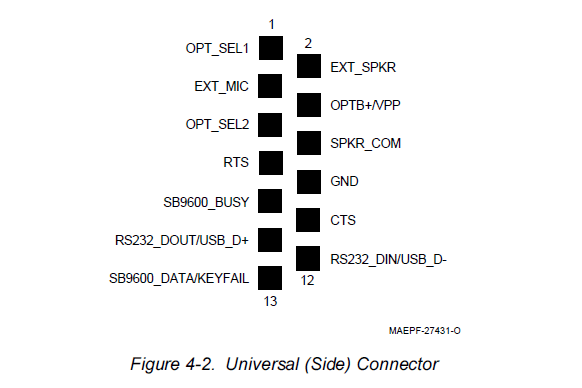 1
OPT_SEL1
2
EXT_SPKR
EXT_MIC
OPTB+/VPP
OPT_SEL2
SPKR_COM
RTS
GND
SB9600_BUSY
CTS
RS232_DOUT/USB_D+
RS232_DIN/USB_D-
SB9600_DATA/KEYFAIL
12
13
MAEPF-27431-O
Figure 4-2. Universal (Side) Connector